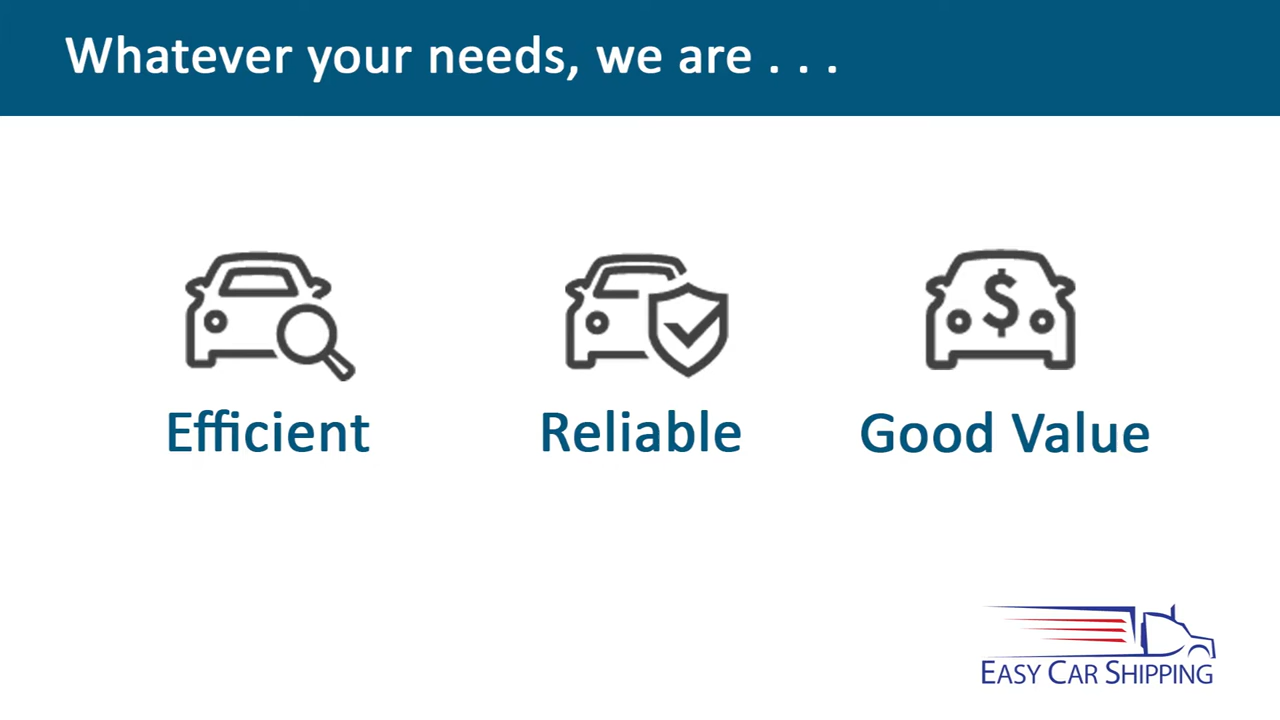 Whatever your needs, we are . . .
Efficient
Reliable
Good Value
$
EASY CAR SHIPPING